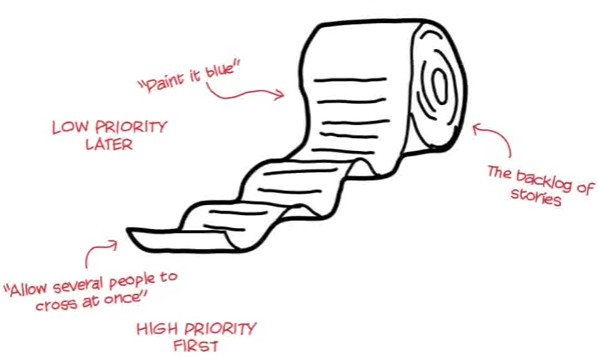 "Paint it blue"
LOW PRIORITY
LATER
The backlog of
stories
"Allow several people to
cross at once"
HIGH PRIORITY
FIRST